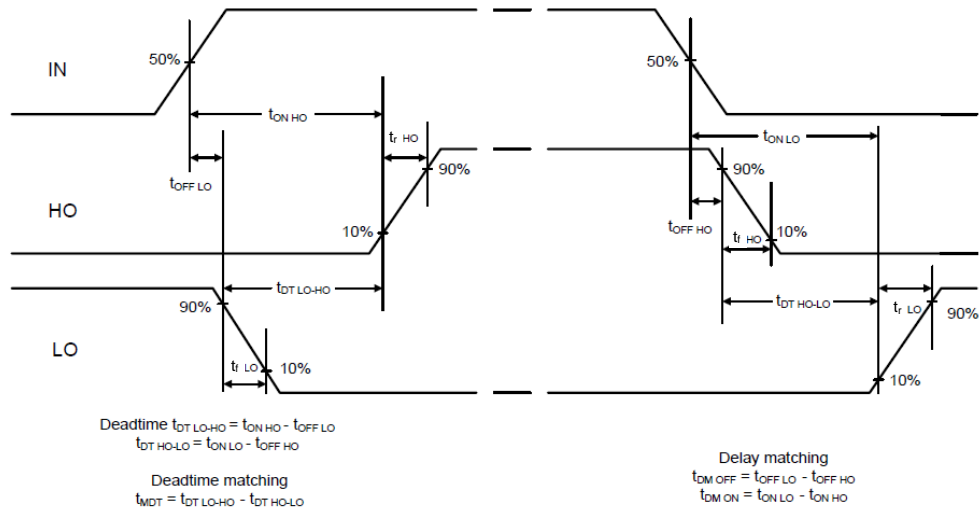 IN
50%
50%
tON HO
tON LO
tr HO
tOFF LO
90%
90%
HO
tOFF HO
10%
tf HO
10%
tDT LO-HO
tDT HO-LO
tr LO
90%
90%
LO
tf LO
10%
10%
Deadtime tDT LO-HO = tON HO - tOFF LO
tDT HO-LO = tON LO - tOFF HO
Deadtime matching
tMDT = tDT LO-HO - tDT HO-LO
Delay matching
tDM OFF = tOFF LO - tOFF HO
tDM ON = tON LO - tON HO